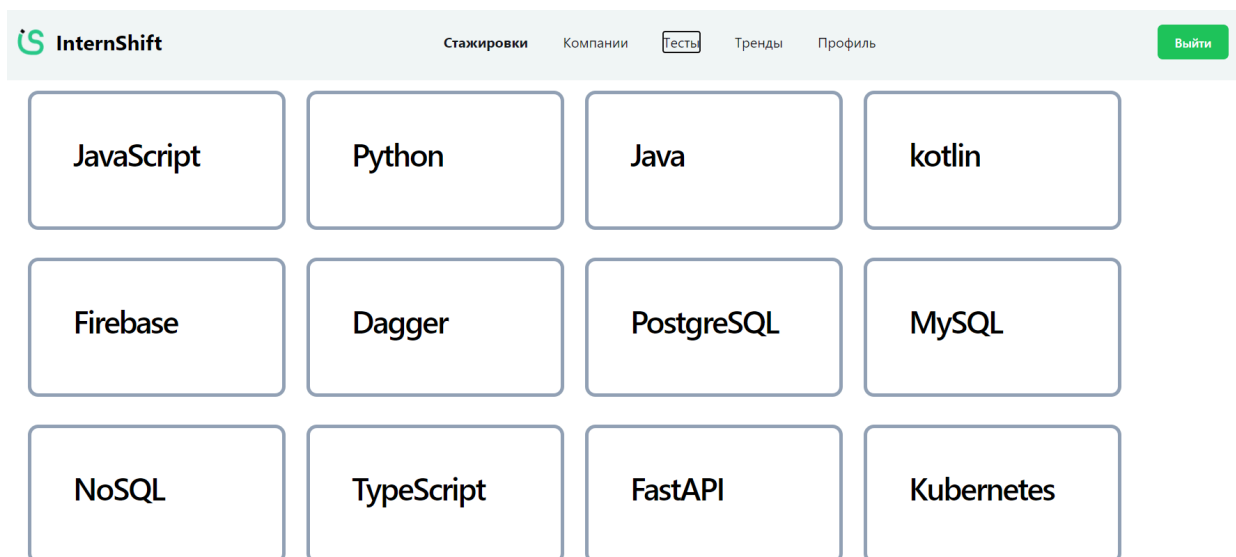 InternShift Стажировки Компании Тесты Тренды Профиль Выйти
JavaScript Python Java kotlin
Firebase Dagger PostgreSQL MySQL
NoSQL TypeScript FastAPI Kubernetes